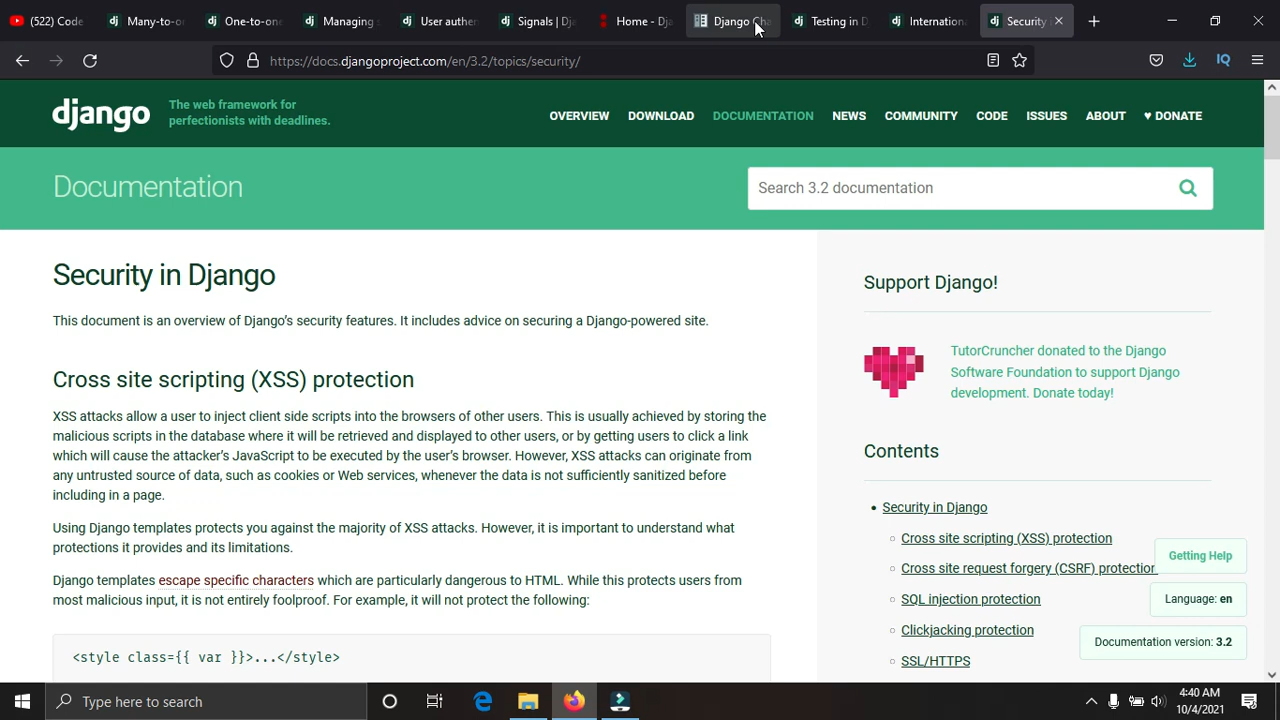 (522) Code
Many-to-o
One-to-one
Managing
User authen
Signals | Dja
Home - Dja
Django Cha
Testing in D
Internationa
Security
https://docs.djangoproject.com/en/3.2/topics/security/
IQ
django
The web framework for
perfectionists with deadlines.
OVERVIEW
DOWNLOAD
DOCUMENTATION
NEWS
COMMUNITY
CODE
ISSUES
ABOUT
♥ DONATE
Documentation
Search 3.2 documentation
Security in Django
This document is an overview of Django’s security features. It includes advice on securing a Django-powered site.
Cross site scripting (XSS) protection
XSS attacks allow a user to inject client side scripts into the browsers of other users. This is usually achieved by storing the
malicious scripts in the database where it will be retrieved and displayed to other users, or by getting users to click a link
which will cause the attacker’s JavaScript to be executed by the user’s browser. However, XSS attacks can originate from
any untrusted source of data, such as cookies or Web services, whenever the data is not sufficiently sanitized before
including in a page.
Using Django templates protects you against the majority of XSS attacks. However, it is important to understand what
protections it provides and its limitations.
Django templates escape specific characters which are particularly dangerous to HTML. While this protects users from
most malicious input, it is not entirely foolproof. For example, it will not protect the following:
<style class={{ var }}>...</style>
Support Django!
TutorCruncher donated to the Django
Software Foundation to support Django
development. Donate today!
Contents
Security in Django
Cross site scripting (XSS) protection
Cross site request forgery (CSRF) protection
SQL injection protection
Clickjacking protection
SSL/HTTPS
Getting Help
Language: en
Documentation version: 3.2
Type here to search
4:40 AM
10/4/2021